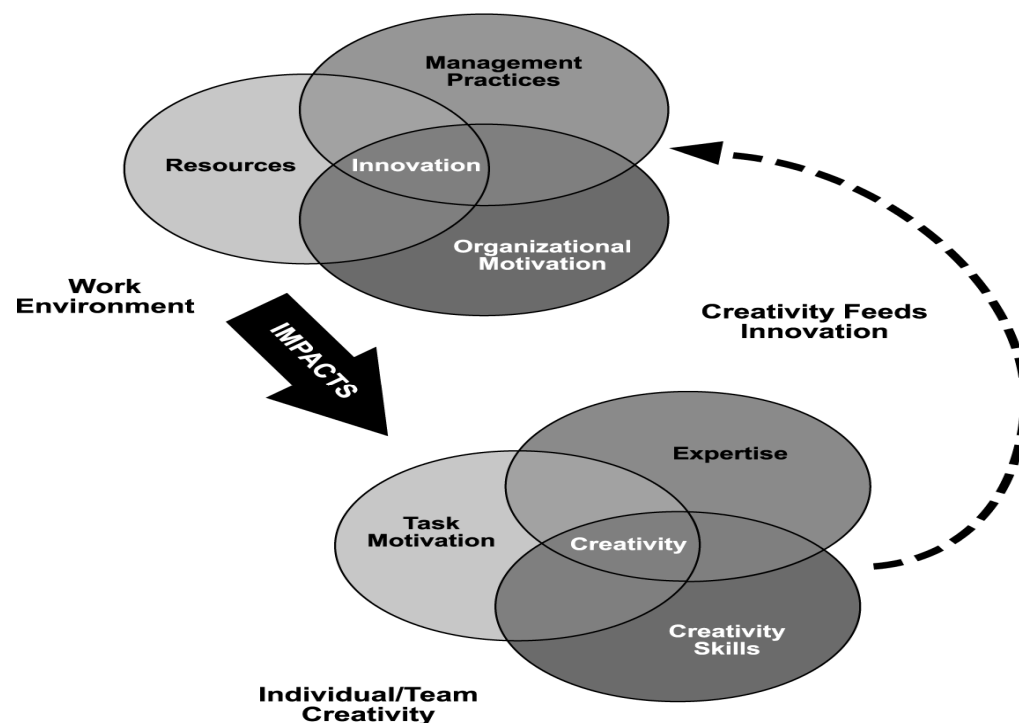 Management
Practices
Resources
Innovation
Organizational
Motivation
Work
Environment
IMPACTS
Creativity Feeds
Innovation
Expertise
Task
Motivation
Creativity
Creativity
Skills
Individual/Team
Creativity